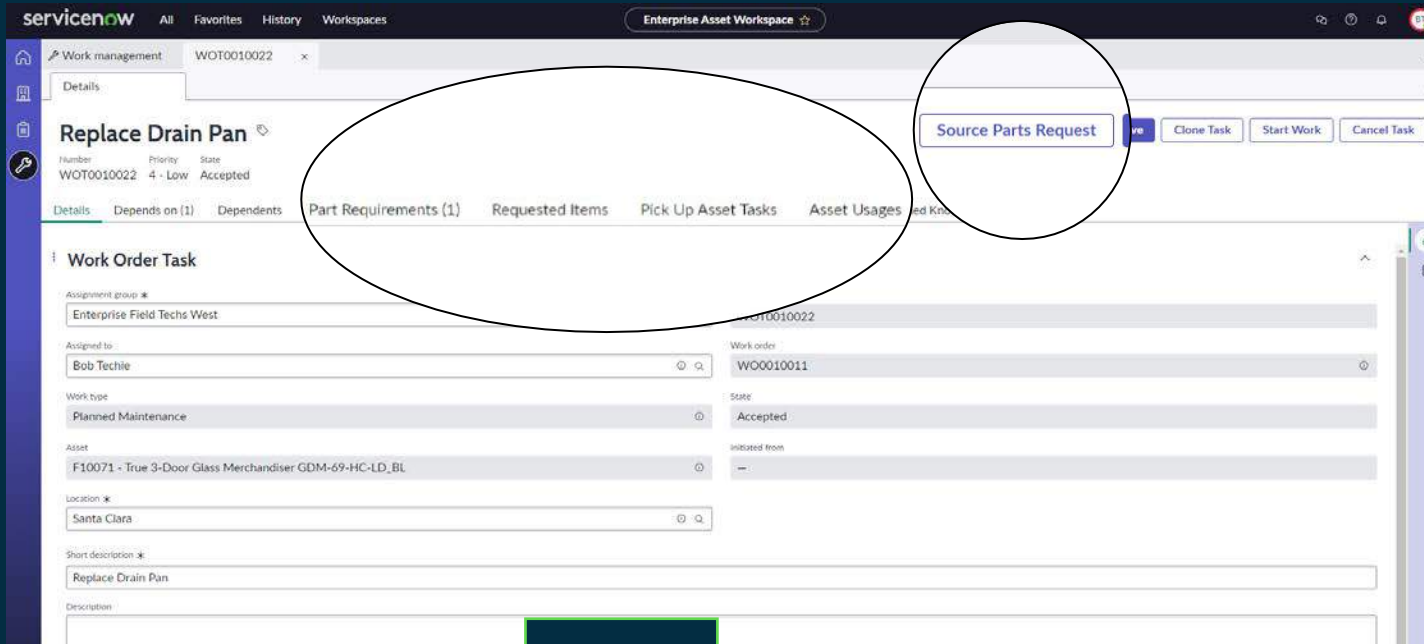 servicenow All Favorites History Workspaces Enterprise Asset Workspace
Work management WOT0010022 ×
Details
Replace Drain Pan
Source Parts Request
Clone Task Start Work Cancel Task
Number Priority State
WOT0010022 4 - Low Accepted
Details Depends on (1) Dependents Part Requirements (1) Requested Items Pick Up Asset Tasks Asset Usages
Work Order Task
Assignment group *
Enterprise Field Techs West
WOT0010022
Assigned to Work order
Bob Techie WO0010011
Work type State
Planned Maintenance Accepted
Asset Initiated from
F10071 - True 3-Door Glass Merchandiser GDM-69-HC-LD_BL —
Location *
Santa Clara
Short description *
Replace Drain Pan
Description